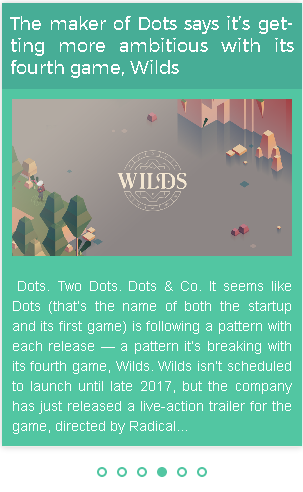 The maker of Dots says it's get-
ting more ambitious with its
fourth game, Wilds
WILDS
Dots. Two Dots. Dots & Co. It seems like
Dots (that's the name of both the startup
and its first game) is following a pattern with
each release — a pattern it's breaking with
its fourth game, Wilds. Wilds isn't scheduled
to launch until late 2017, but the company
has just released a live-action trailer for the
game, directed by Radical...